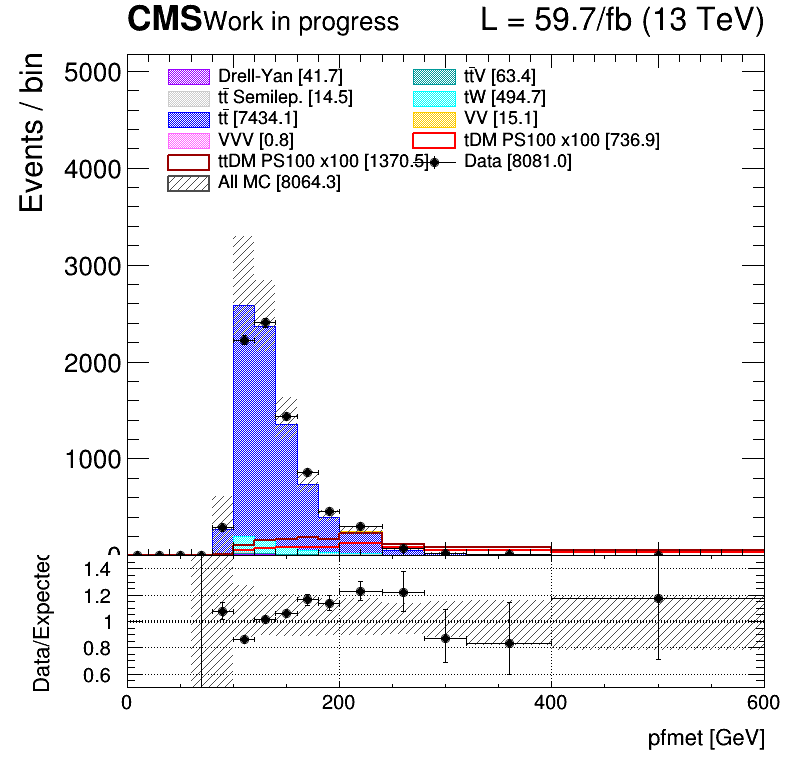 CMS Work in progress L = 59.7/fb (13 TeV)
Events / bin
5000
4000
3000
2000
1000
0
Drell-Yan [41.7] tt̄V [63.4]
tt̄ Semilep. [14.5] tW [494.7]
tt̄ [7434.1] VV [15.1]
VVV [0.8] tDM PS100 x100 [736.9]
ttDM PS100 x100 [1370.5] Data [8081.0]
All MC [8064.3]
Data/Expected
1.4
1.2
1
0.8
0.6
0 200 400 600
pfmet [GeV]